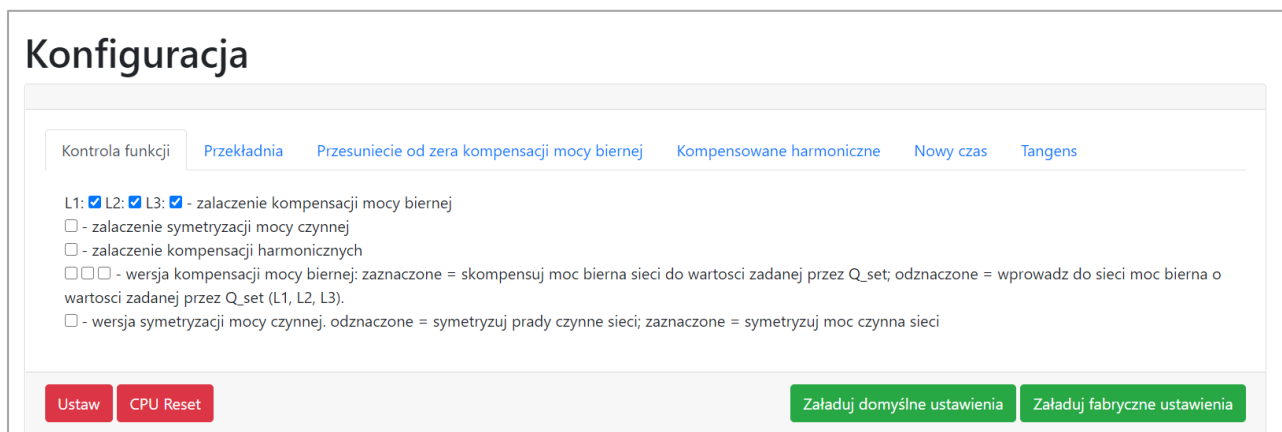 Konfiguracja
Kontrola funkcji Przekładnia Przesuniecie od zera kompensacji mocy biernej Kompensowane harmoniczne Nowy czas Tangens
L1: L2: L3: - zalaczenie kompensacji mocy biernej
- zalaczenie symetryzacji mocy czynnej
- zalaczenie kompensacji harmonicznych
- wersja kompensacji mocy biernej: zaznaczone = skompensuj moc bierna sieci do wartosci zadanej przez Q_set; odznaczone = wprowadz do sieci moc bierna o
wartosci zadanej przez Q_set (L1, L2, L3).
- wersja symetryzacji mocy czynnej. odznaczone = symetryzuj prady czynne sieci; zaznaczone = symetryzuj moc czynna sieci
Ustaw CPU Reset Załaduj domyślne ustawienia Załaduj fabryczne ustawienia